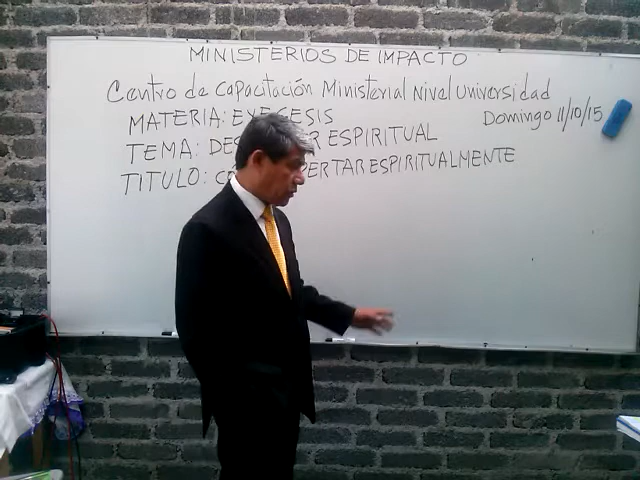 MINISTERIOS DE IMPACTO
Centro de Capacitación Ministerial Nivel Universidad
MATERIA: EXEGESIS Domingo 11/10/15
TEMA: ESPIRITUAL
TITULO: ESPIRITUALMENTE